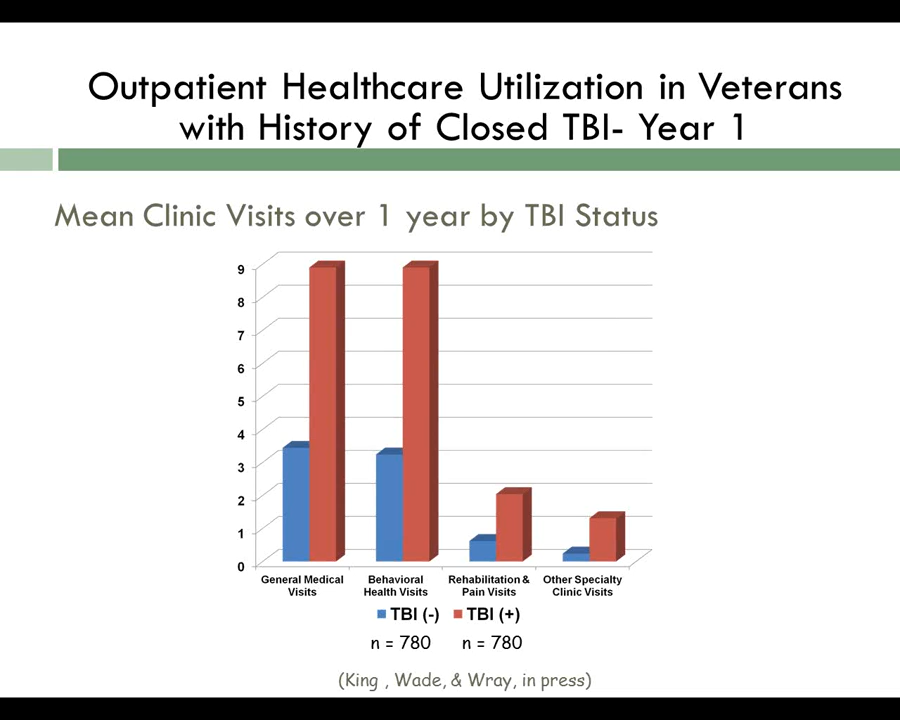 Outpatient Healthcare Utilization in Veterans
with History of Closed TBI- Year 1
Mean Clinic Visits over 1 year by TBI Status
9
8
7
6
5
4
3
2
1
0
General Medical Visits
Behavioral Health Visits
Rehabilitation & Pain Visits
Other Specialty Clinic Visits
TBI (-) TBI (+)
n = 780 n = 780
(King , Wade, & Wray, in press)